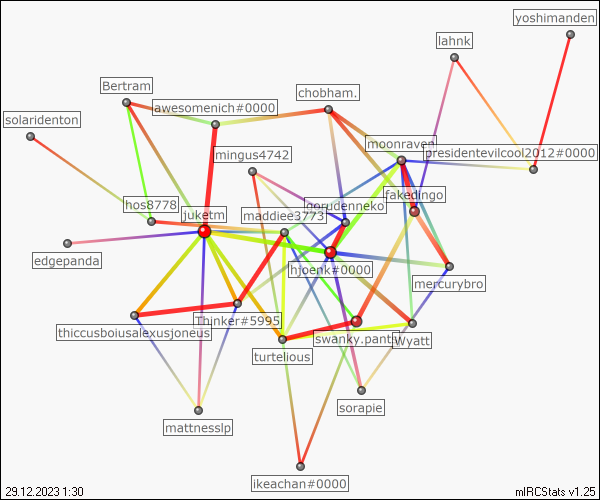 yoshimanden
lahnk
Bertram
chobham.
awesomenich#0000
solaridenton
moonraven
presidentevilcool2012#0000
mingus4742
fakedingo
hos8778
juketm
maddiee3773
gordenneko
edgepanda
hjoenk#0000
mercurybro
Thinker#5995
thiccusboiusalexusjoneus
swanky.pants
Wyatt
turtelious
sorapie
mattnesslp
ikeachan#0000
29.12.2023 1:30
mIRCStats v1.25